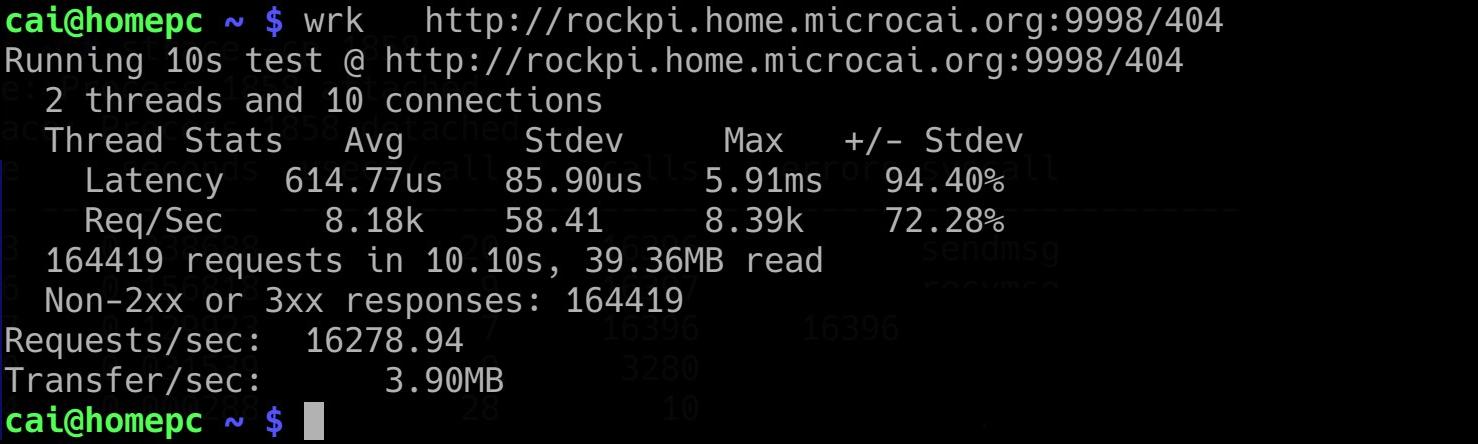 cai@homepc ~ $ wrk   http://rockpi.home.microcai.org:9998/404
Running 10s test @ http://rockpi.home.microcai.org:9998/404
  2 threads and 10 connections
  Thread Stats   Avg      Stdev     Max   +/- Stdev
    Latency   614.77us   85.90us   5.91ms   94.40%
    Req/Sec     8.18k    58.41     8.39k    72.28%
  164419 requests in 10.10s, 39.36MB read
  Non-2xx or 3xx responses: 164419
Requests/sec:  16278.94
Transfer/sec:      3.90MB
cai@homepc ~ $